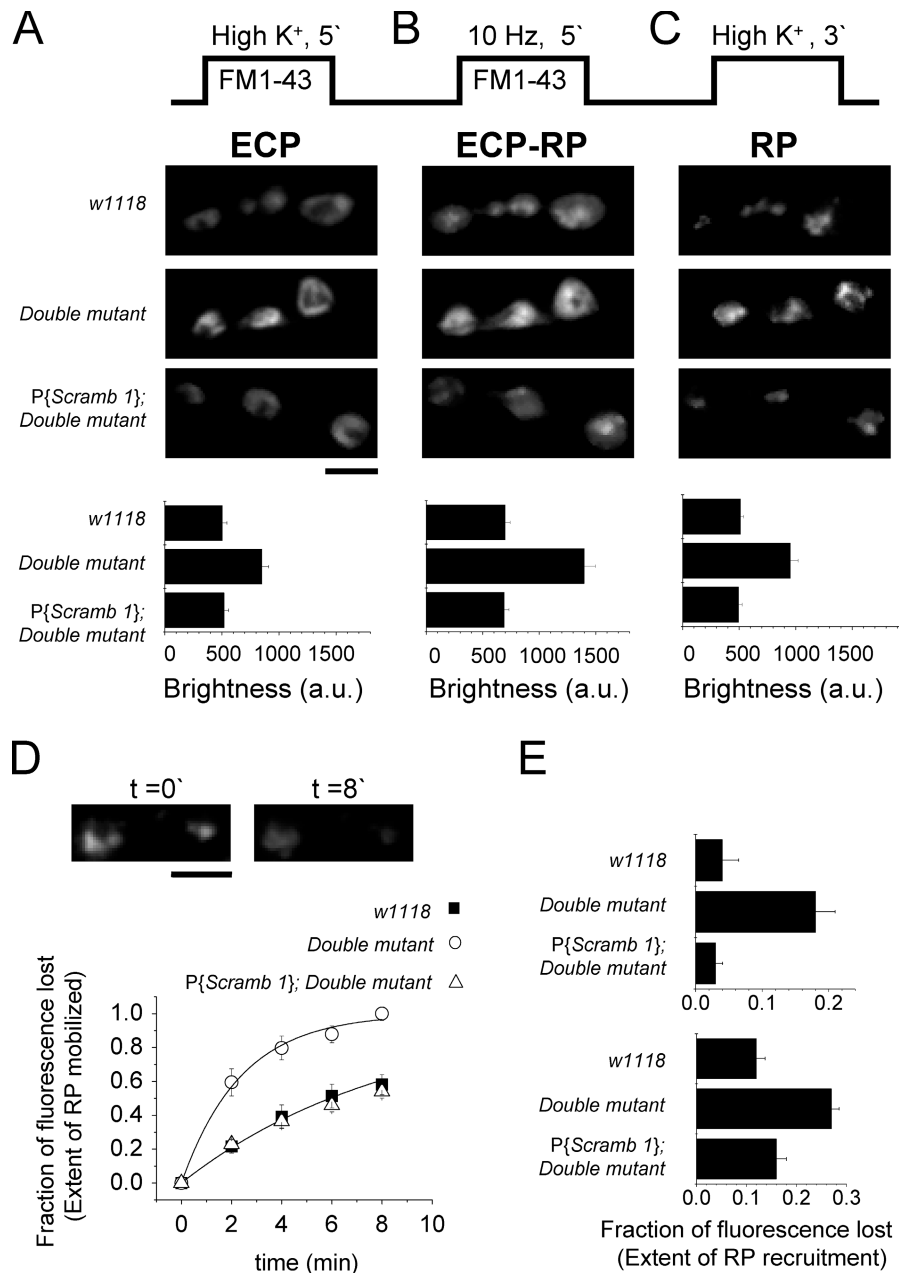 A
B
C
High K+, 5`
10 Hz, 5`
High K+, 3`
FM1-43
FM1-43
ECP
ECP-RP
RP
w1118
Double mutant
P{Scramb 1};
Double mutant
w1118
Double mutant
P{Scramb 1};
Double mutant
0 500 1000 1500
0 500 1000 1500
0 500 1000 1500
Brightness (a.u.)
Brightness (a.u.)
Brightness (a.u.)
D
t =0`
t =8`
w1118
Double mutant
P{Scramb 1}; Double mutant
Fraction of fluorescence lost
(Extent of RP mobilized)
1.0
0.8
0.6
0.4
0.2
0.0
0 2 4 6 8 10
time (min)
E
w1118
Double mutant
P{Scramb 1};
Double mutant
0.0 0.1 0.2
w1118
Double mutant
P{Scramb 1};
Double mutant
0.0 0.1 0.2 0.3
Fraction of fluorescence lost
(Extent of RP recruitment)